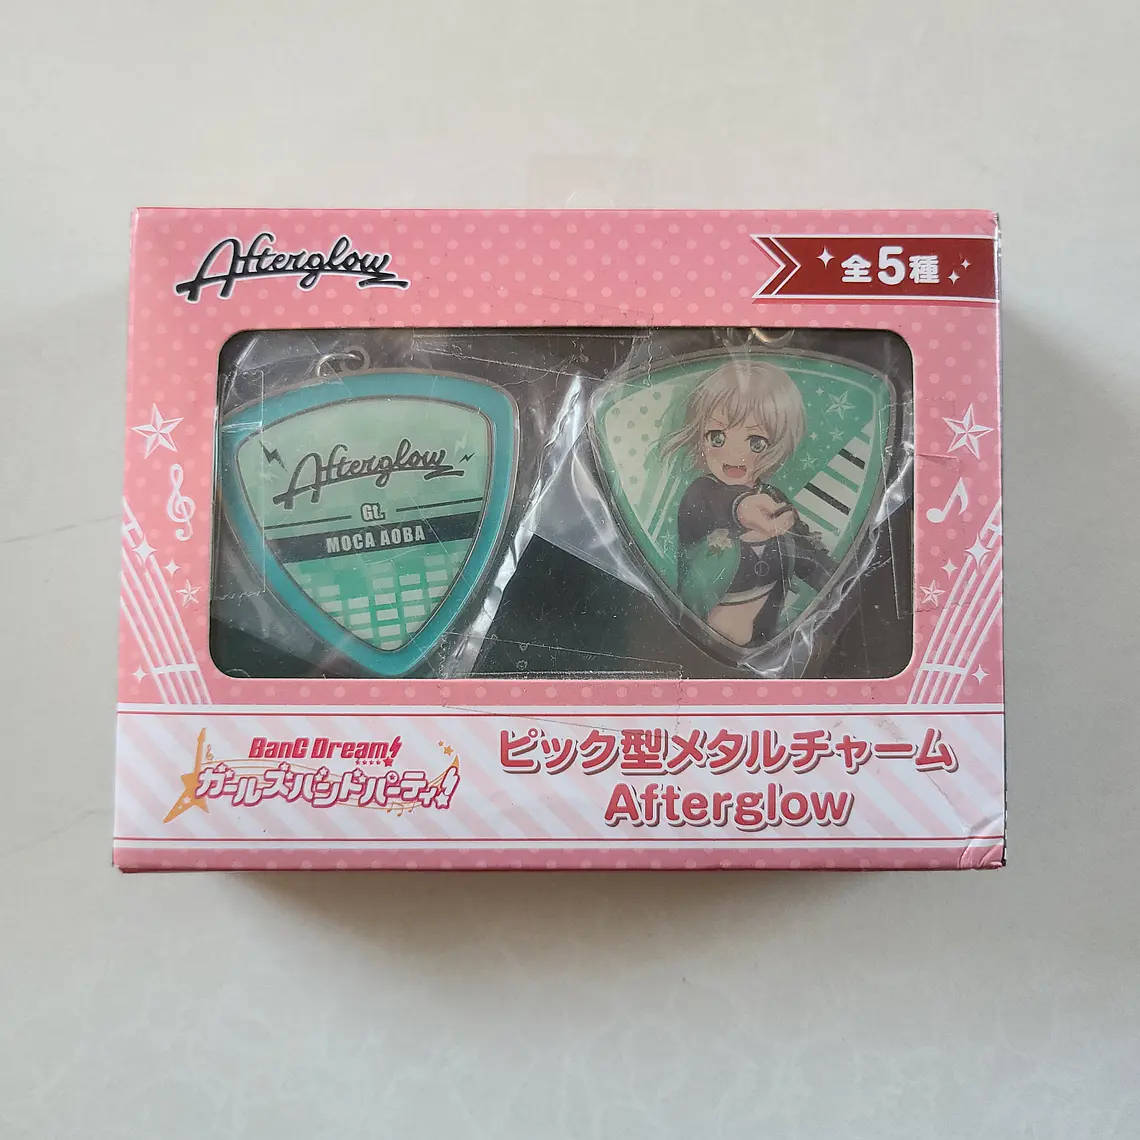 Afterglow
全5種
Afterglow
Gt.
MOCA AOBA
BanG Dream!
ガールズバンドパーティ!
ピック型メタルチャーム
Afterglow